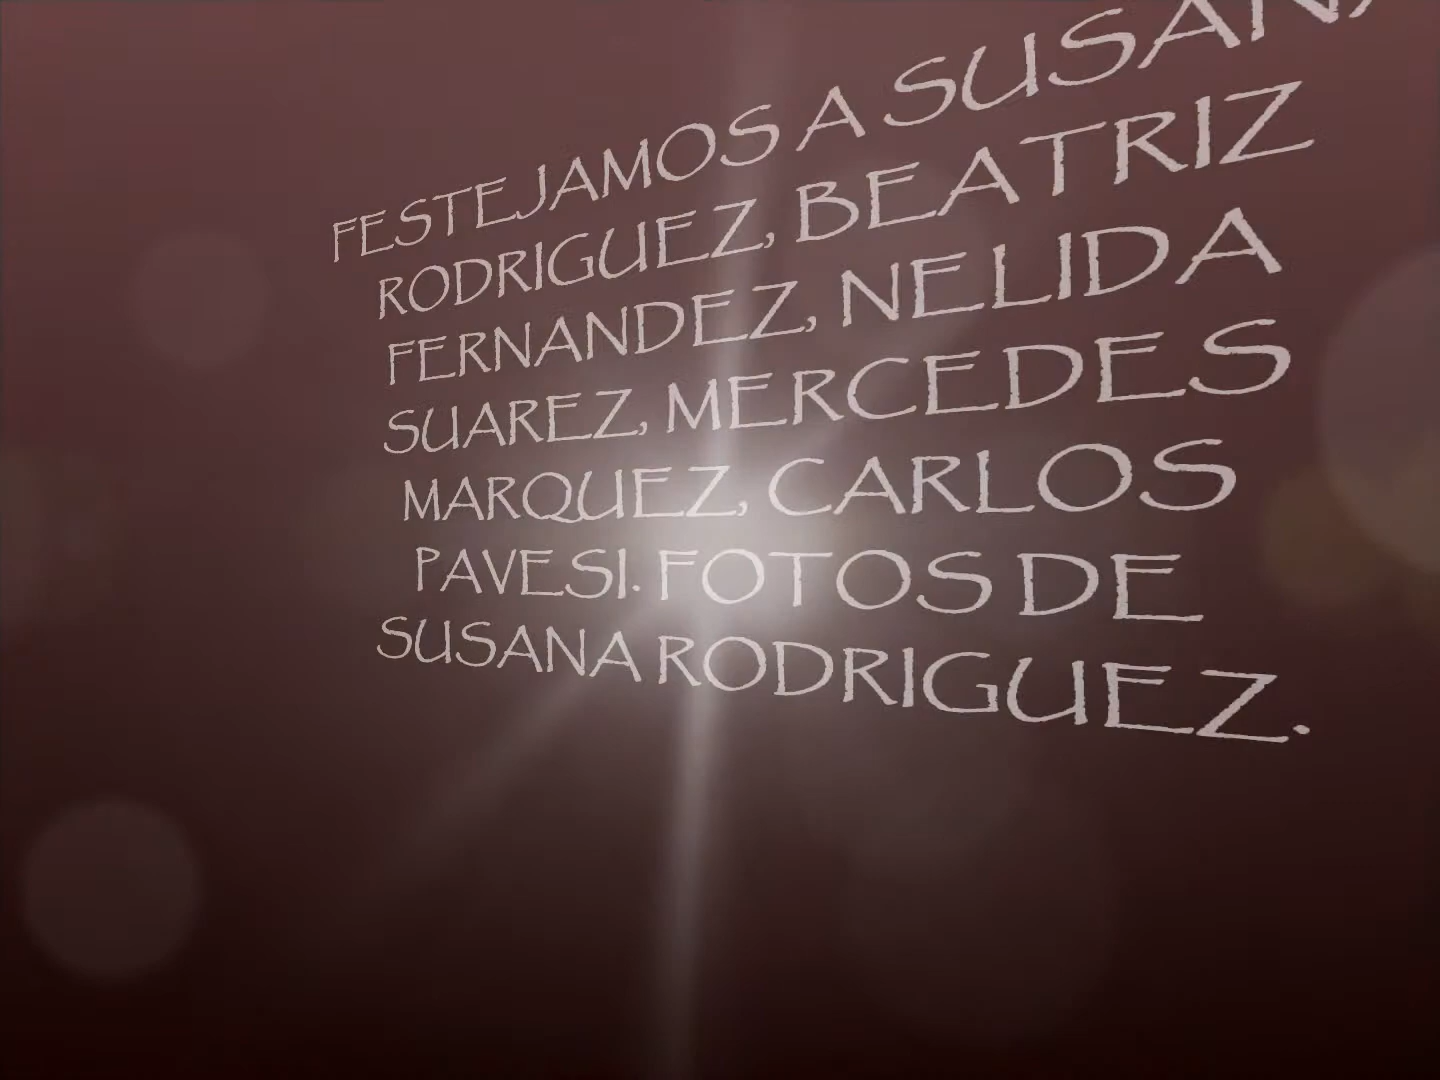 FESTEJAMOS A SUSANA
RODRIGUEZ, BEATRIZ
FERNANDEZ, NELIDA
SUAREZ, MERCEDES
MARQUEZ, CARLOS
PAVESI. FOTOS DE
SUSANA RODRIGUEZ.